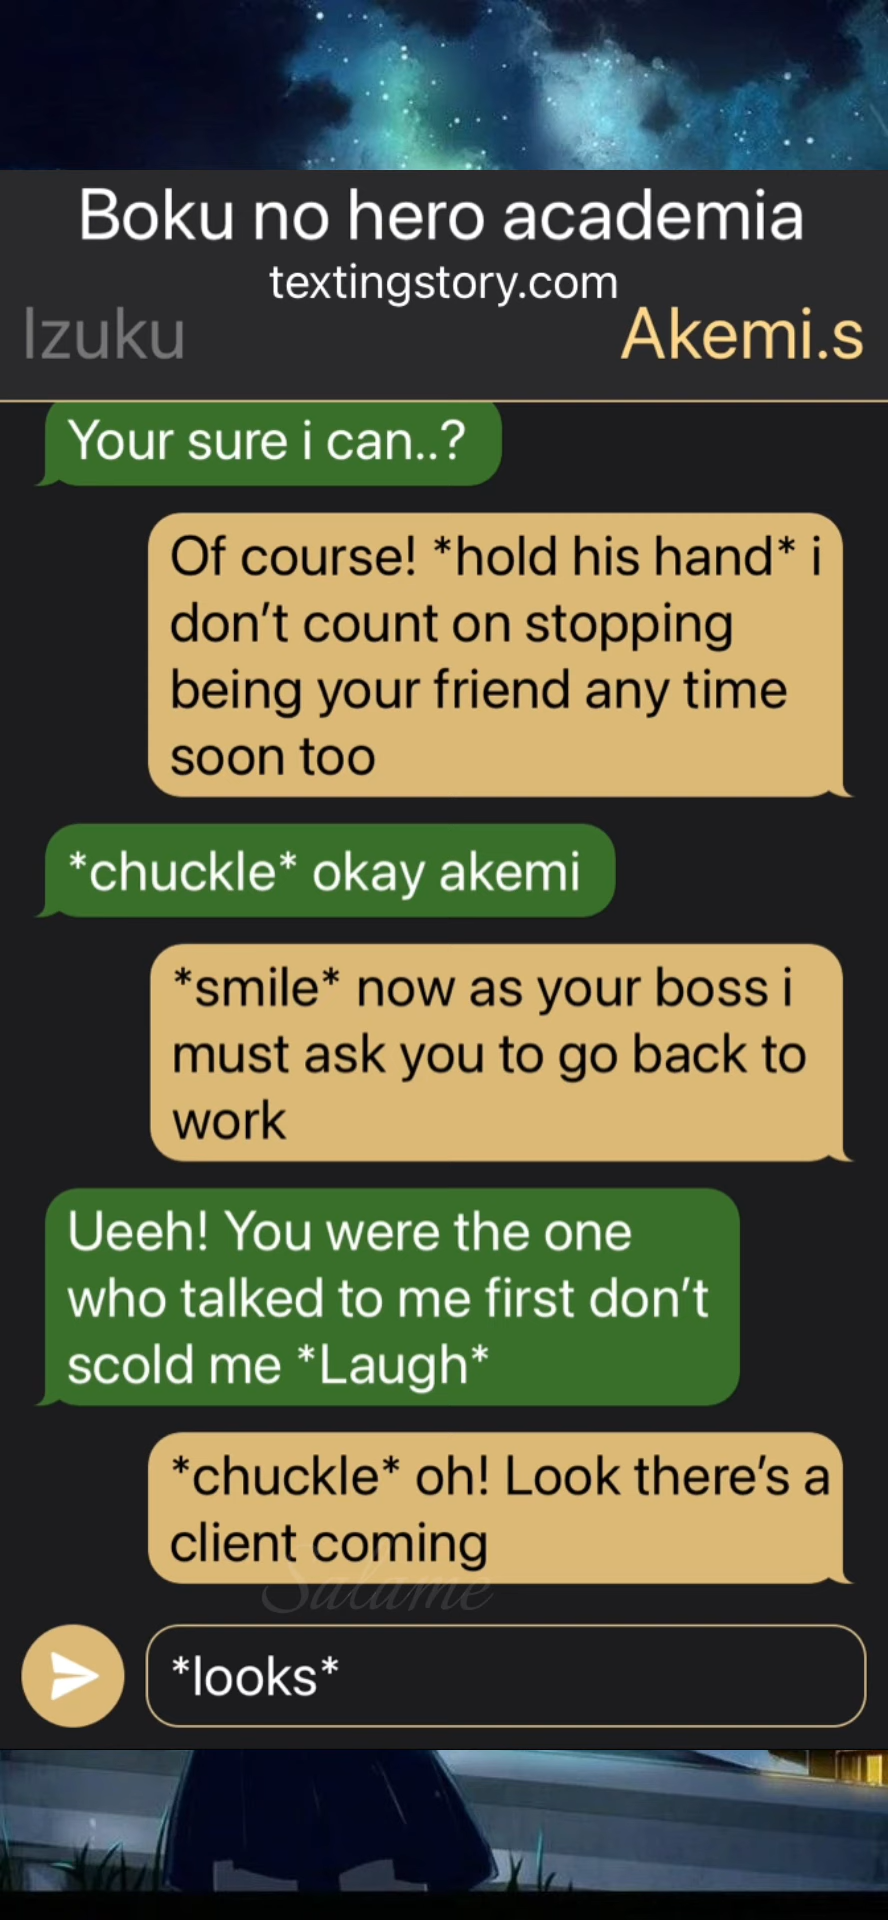 Boku no hero academia
textingstory.com
Izuku
Akemi.s
Your sure i can..?
Of course! *hold his hand* i
don’t count on stopping
being your friend any time
soon too
*chuckle* okay akemi
*smile* now as your boss i
must ask you to go back to
work
Ueeh! You were the one
who talked to me first don’t
scold me *Laugh*
*chuckle* oh! Look there’s a
client coming
Salame
*looks*